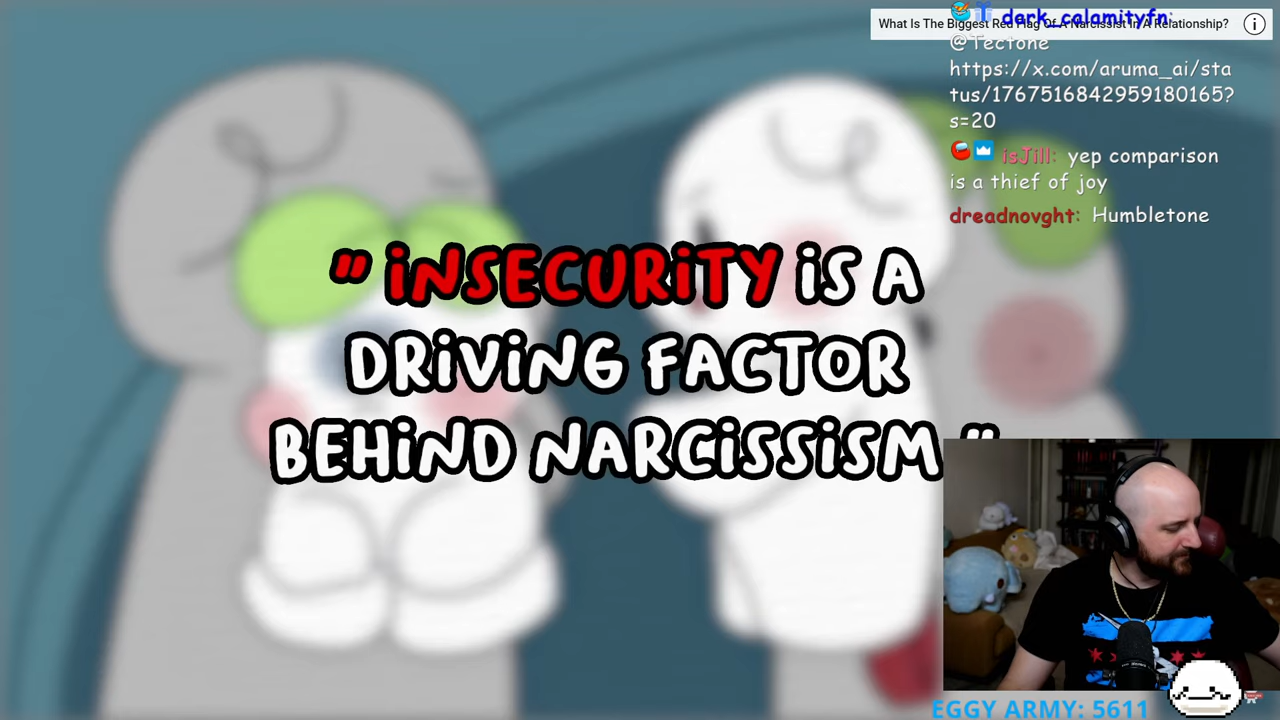 What Is The Biggest Red Flag Of A Narcissist In A Relationship?
dark_calamityfn:
@Tectone
https://x.com/aruma_ai/sta
tus/1767516842959180165?
s=20
isJill: yep comparison
is a thief of joy
dreadnovght: Humbletone
" INSECURITY IS A
DRIVING FACTOR
BEHIND NARCISSISM "
EGGY ARMY: 5611